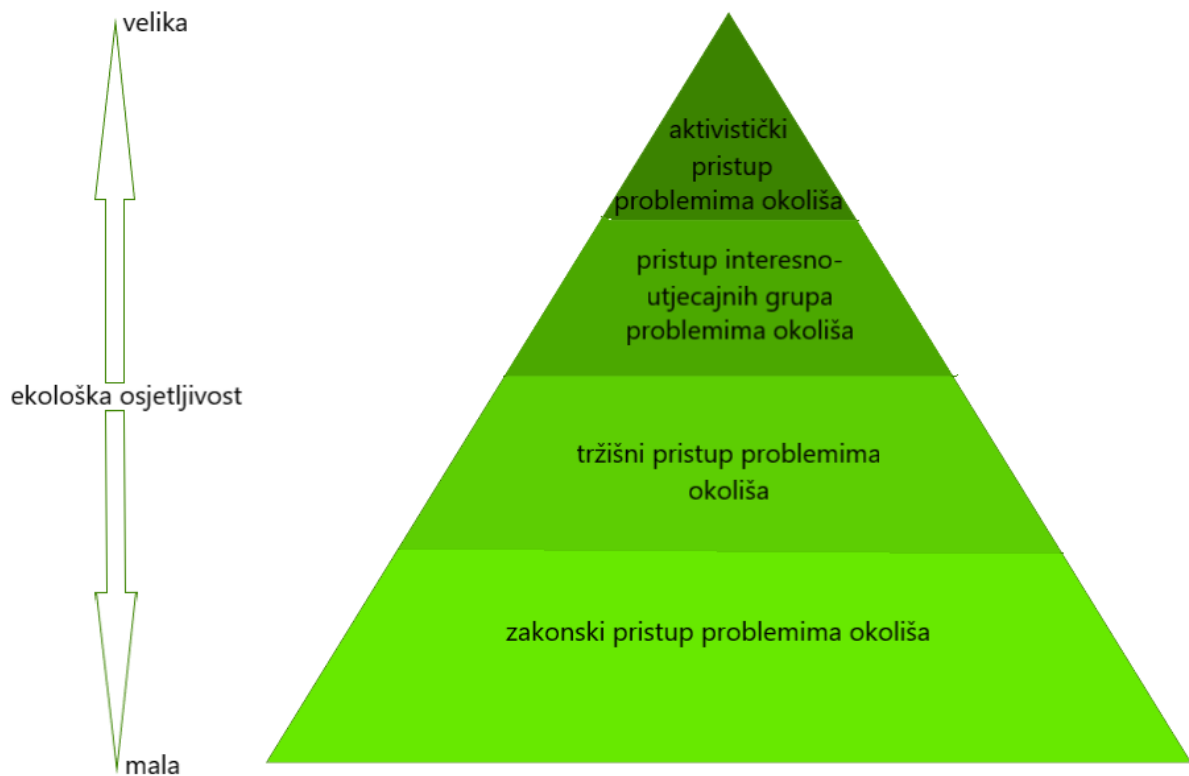 velika
aktivistički
pristup
problemima okoliša
pristup interesno-
utjecajnih grupa
problemima okoliša
ekološka osjetljivost
tržišni pristup problemima
okoliša
zakonski pristup problemima okoliša
mala